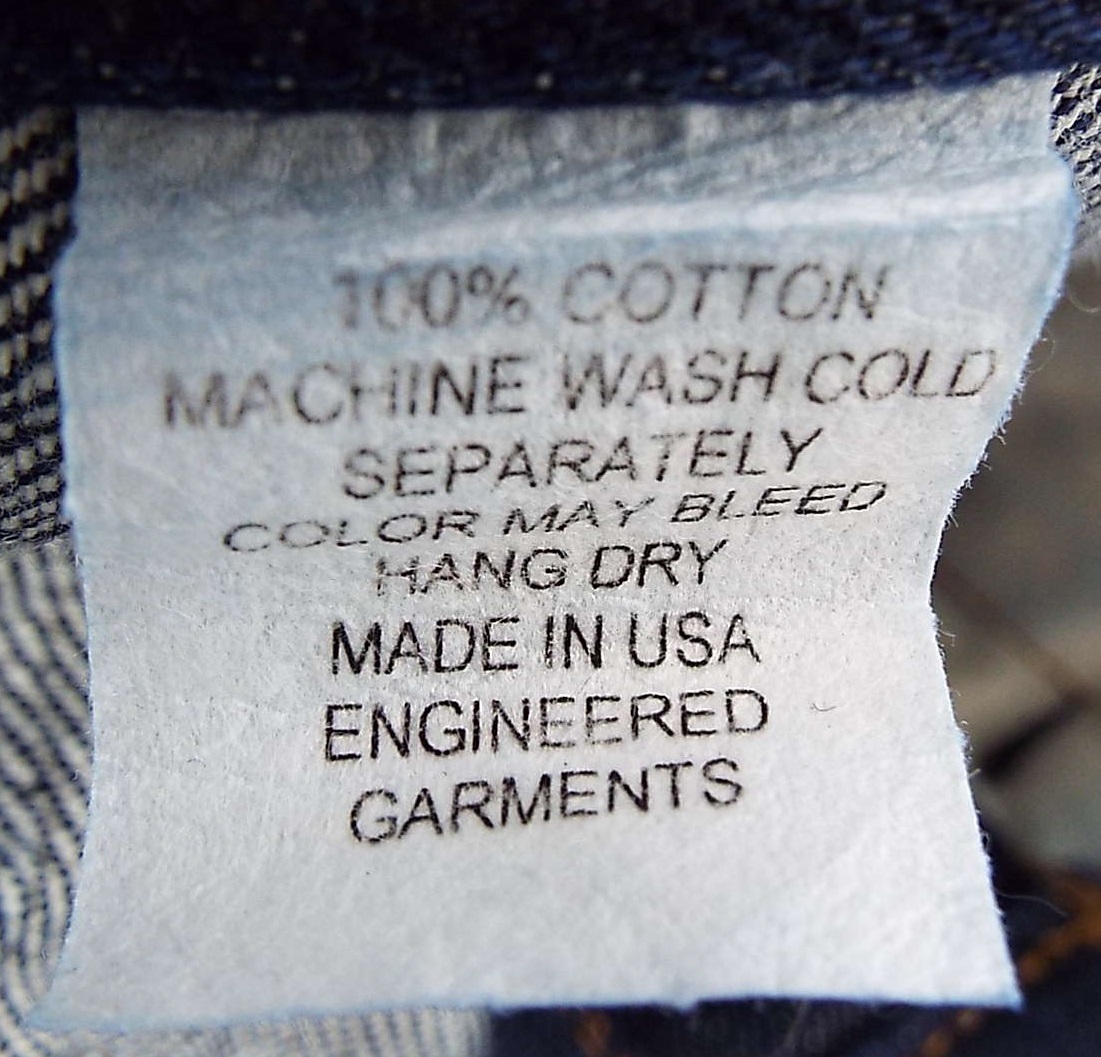 100% COTTON
MACHINE WASH COLD
SEPARATELY
COLOR MAY BLEED
HANG DRY
MADE IN USA
ENGINEERED
GARMENTS